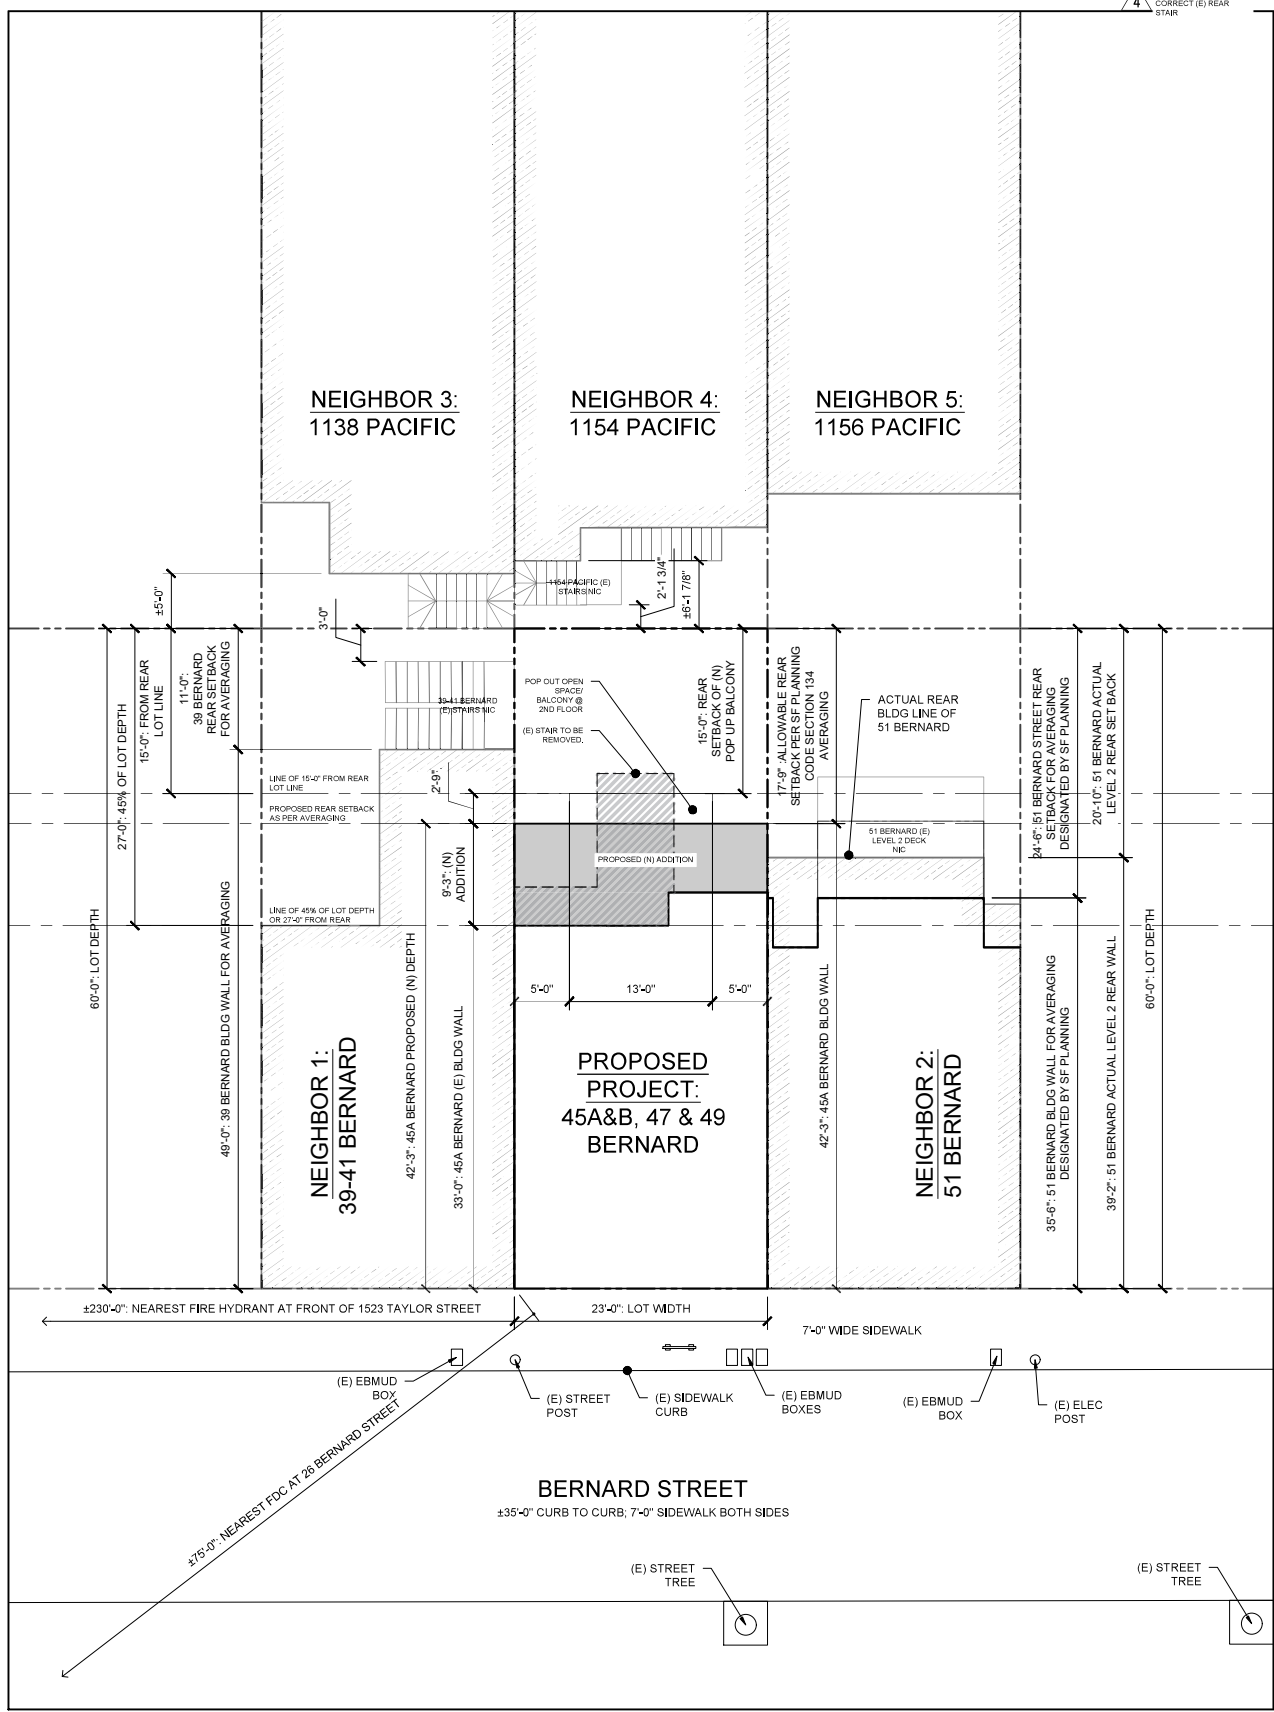 4
CORRECT (E) REAR
STAIR
NEIGHBOR 3:
1138 PACIFIC
NEIGHBOR 4:
1154 PACIFIC
NEIGHBOR 5:
1156 PACIFIC
±5'-0"
3'-0"
1154 PACIFIC (E)
STAIRS NIC
2'-1 3/4"
±6'-1 7/8"
60'-0": LOT DEPTH
27'-0": 45% OF LOT DEPTH
15'-0": FROM REAR
LOT LINE
11'-0":
39 BERNARD
REAR SETBACK
FOR AVERAGING
49'-0": 39 BERNARD BLDG WALL FOR AVERAGING
39-41 BERNARD
(E) STAIRS NIC
POP OUT OPEN
SPACE/
BALCONY @
2ND FLOOR
(E) STAIR TO BE
REMOVED.
15'-0": REAR
SETBACK OF (N)
POP UP BALCONY
17'-9" :ALLOWABLE REAR
SETBACK PER SF PLANNING
CODE SECTION 134
AVERAGING
ACTUAL REAR
BLDG LINE OF
51 BERNARD
24'-6": 51 BERNARD STREET REAR
SETBACK FOR AVERAGING
DESIGNATED BY SF PLANNING
20'-10": 51 BERNARD ACTUAL
LEVEL 2 REAR SET BACK
LINE OF 15'-0" FROM REAR
LOT LINE
PROPOSED REAR SETBACK
AS PER AVERAGING
2'-9":
9'-3": (N)
ADDITION
PROPOSED (N) ADDITION
51 BERNARD (E)
LEVEL 2 DECK
NIC
LINE OF 45% OF LOT DEPTH
OR 27'-0" FROM REAR
42'-3": 45A BERNARD PROPOSED (N) DEPTH
33'-0": 45A BERNARD (E) BLDG WALL
5'-0"
13'-0"
5'-0"
42'-3": 45A BERNARD BLDG WALL
35'-6": 51 BERNARD BLDG WALL FOR AVERAGING
DESIGNATED BY SF PLANNING
39'-2": 51 BERNARD ACTUAL LEVEL 2 REAR WALL
60'-0": LOT DEPTH
NEIGHBOR 1:
39-41 BERNARD
PROPOSED
PROJECT:
45A&B, 47 & 49
BERNARD
NEIGHBOR 2:
51 BERNARD
±230'-0": NEAREST FIRE HYDRANT AT FRONT OF 1523 TAYLOR STREET
23'-0": LOT WIDTH
7'-0" WIDE SIDEWALK
(E) EBMUD
BOX
(E) STREET
POST
(E) SIDEWALK
CURB
(E) EBMUD
BOXES
(E) EBMUD
BOX
(E) ELEC
POST
±75'-0": NEAREST FDC AT 26 BERNARD STREET
BERNARD STREET
±35'-0" CURB TO CURB; 7'-0" SIDEWALK BOTH SIDES
(E) STREET
TREE
(E) STREET
TREE